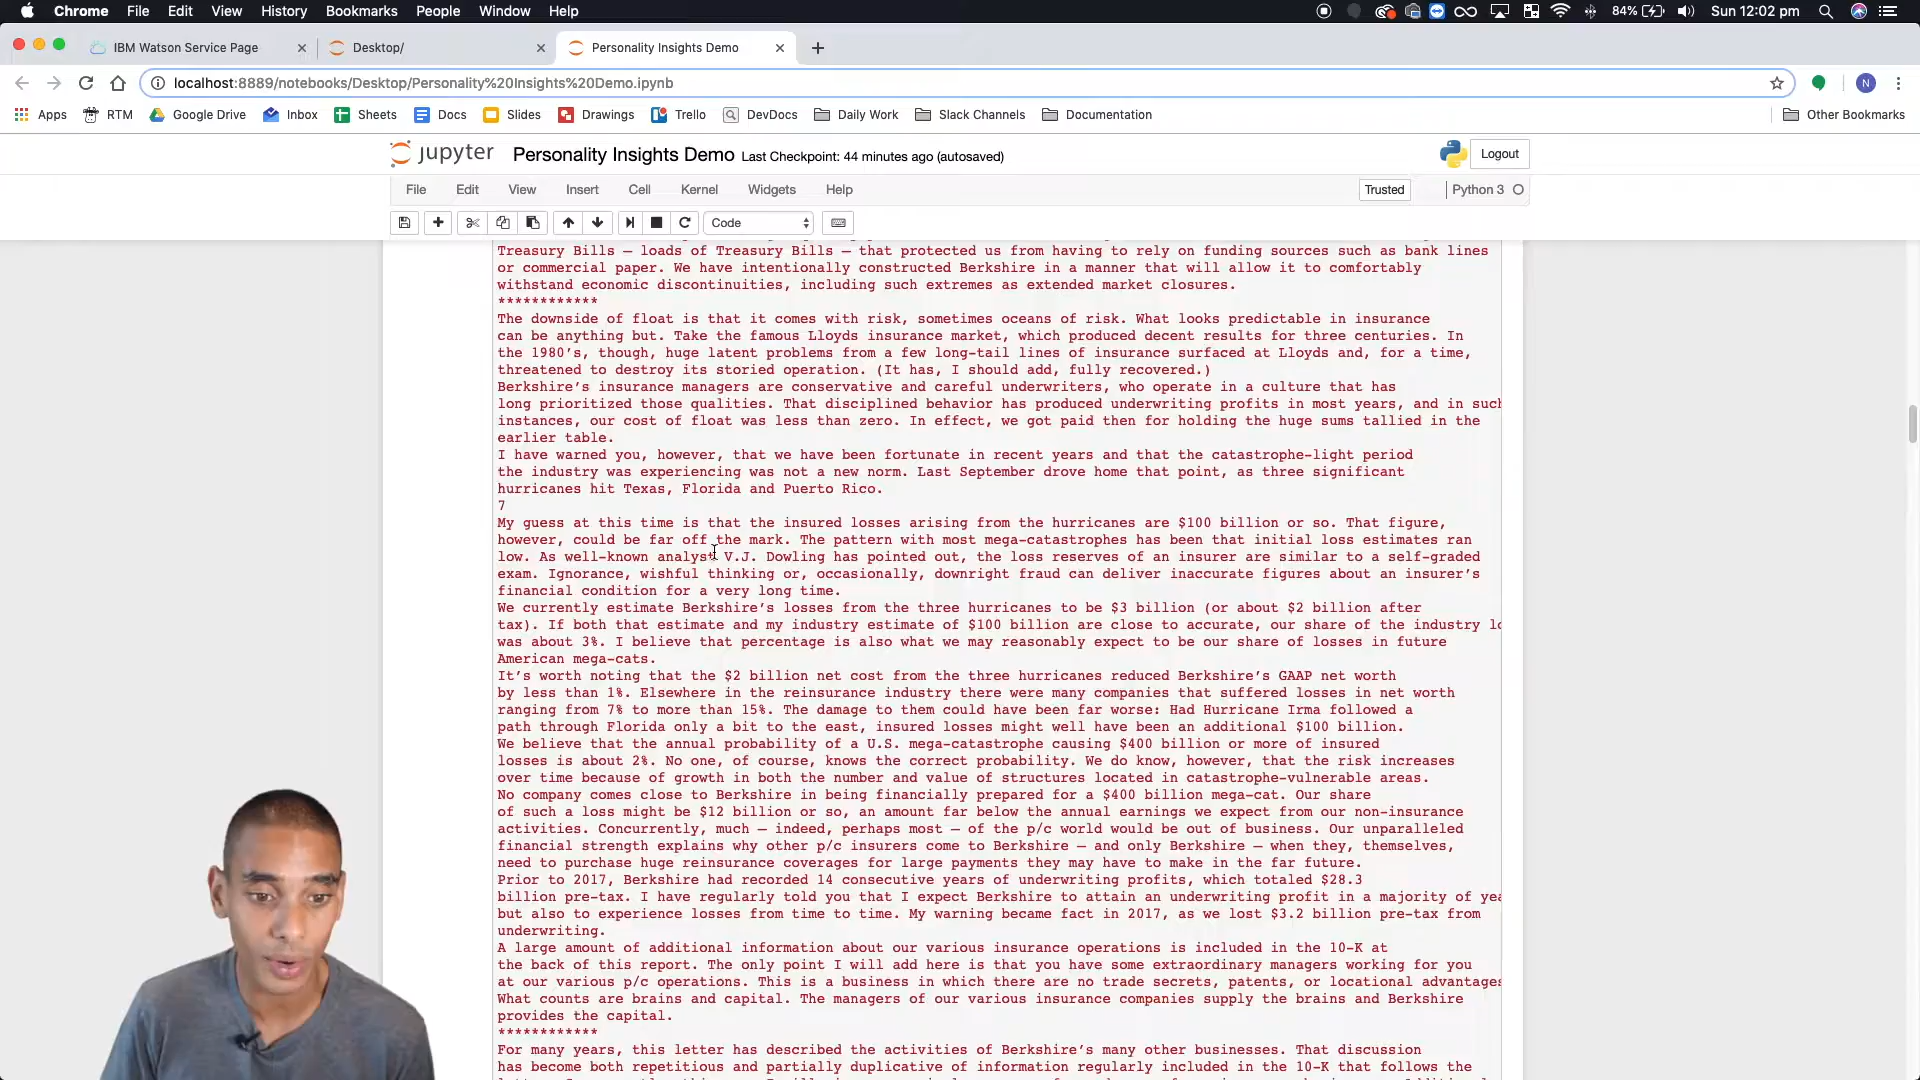 Chrome File Edit View History Bookmarks People Window Help 84% Sun 12:02 pm
IBM Watson Service Page Desktop/ Personality Insights Demo
localhost:8889/notebooks/Desktop/Personality%20Insights%20Demo.ipynb N
Apps RTM Google Drive Inbox Sheets Docs Slides Drawings Trello DevDocs Daily Work Slack Channels Documentation Other Bookmarks
jupyter Personality Insights Demo Last Checkpoint: 44 minutes ago (autosaved) Logout
File Edit View Insert Cell Kernel Widgets Help Trusted Python 3
Code
Treasury Bills – loads of Treasury Bills – that protected us from having to rely on funding sources such as bank lines
or commercial paper. We have intentionally constructed Berkshire in a manner that will allow it to comfortably
withstand economic discontinuities, including such extremes as extended market closures.
************
The downside of float is that it comes with risk, sometimes oceans of risk. What looks predictable in insurance
can be anything but. Take the famous Lloyds insurance market, which produced decent results for three centuries. In
the 1980’s, though, huge latent problems from a few long-tail lines of insurance surfaced at Lloyds and, for a time,
threatened to destroy its storied operation. (It has, I should add, fully recovered.)
Berkshire’s insurance managers are conservative and careful underwriters, who operate in a culture that has
long prioritized those qualities. That disciplined behavior has produced underwriting profits in most years, and in such
instances, our cost of float was less than zero. In effect, we got paid then for holding the huge sums tallied in the
earlier table.
I have warned you, however, that we have been fortunate in recent years and that the catastrophe-light period
the industry was experiencing was not a new norm. Last September drove home that point, as three significant
hurricanes hit Texas, Florida and Puerto Rico.
7
My guess at this time is that the insured losses arising from the hurricanes are $100 billion or so. That figure,
however, could be far off the mark. The pattern with most mega-catastrophes has been that initial loss estimates ran
low. As well-known analyst V.J. Dowling has pointed out, the loss reserves of an insurer are similar to a self-graded
exam. Ignorance, wishful thinking or, occasionally, downright fraud can deliver inaccurate figures about an insurer’s
financial condition for a very long time.
We currently estimate Berkshire’s losses from the three hurricanes to be $3 billion (or about $2 billion after
tax). If both that estimate and my industry estimate of $100 billion are close to accurate, our share of the industry lo
was about 3%. I believe that percentage is also what we may reasonably expect to be our share of losses in future
American mega-cats.
It’s worth noting that the $2 billion net cost from the three hurricanes reduced Berkshire’s GAAP net worth
by less than 1%. Elsewhere in the reinsurance industry there were many companies that suffered losses in net worth
ranging from 7% to more than 15%. The damage to them could have been far worse: Had Hurricane Irma followed a
path through Florida only a bit to the east, insured losses might well have been an additional $100 billion.
We believe that the annual probability of a U.S. mega-catastrophe causing $400 billion or more of insured
losses is about 2%. No one, of course, knows the correct probability. We do know, however, that the risk increases
over time because of growth in both the number and value of structures located in catastrophe-vulnerable areas.
No company comes close to Berkshire in being financially prepared for a $400 billion mega-cat. Our share
of such a loss might be $12 billion or so, an amount far below the annual earnings we expect from our non-insurance
activities. Concurrently, much – indeed, perhaps most – of the p/c world would be out of business. Our unparalleled
financial strength explains why other p/c insurers come to Berkshire – and only Berkshire – when they, themselves,
need to purchase huge reinsurance coverages for large payments they may have to make in the far future.
Prior to 2017, Berkshire had recorded 14 consecutive years of underwriting profits, which totaled $28.3
billion pre-tax. I have regularly told you that I expect Berkshire to attain an underwriting profit in a majority of yea
but also to experience losses from time to time. My warning became fact in 2017, as we lost $3.2 billion pre-tax from
underwriting.
A large amount of additional information about our various insurance operations is included in the 10-K at
the back of this report. The only point I will add here is that you have some extraordinary managers working for you
at our various p/c operations. This is a business in which there are no trade secrets, patents, or locational advantages
What counts are brains and capital. The managers of our various insurance companies supply the brains and Berkshire
provides the capital.
************
For many years, this letter has described the activities of Berkshire’s many other businesses. That discussion
has become both repetitive and partially duplicative of information regularly included in the 10-K that follows the